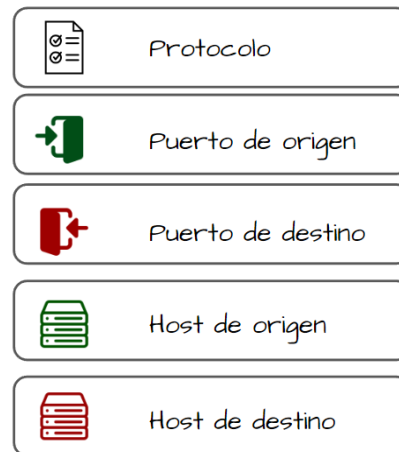 Protocolo
Puerto de origen
Puerto de destino
Host de origen
Host de destino